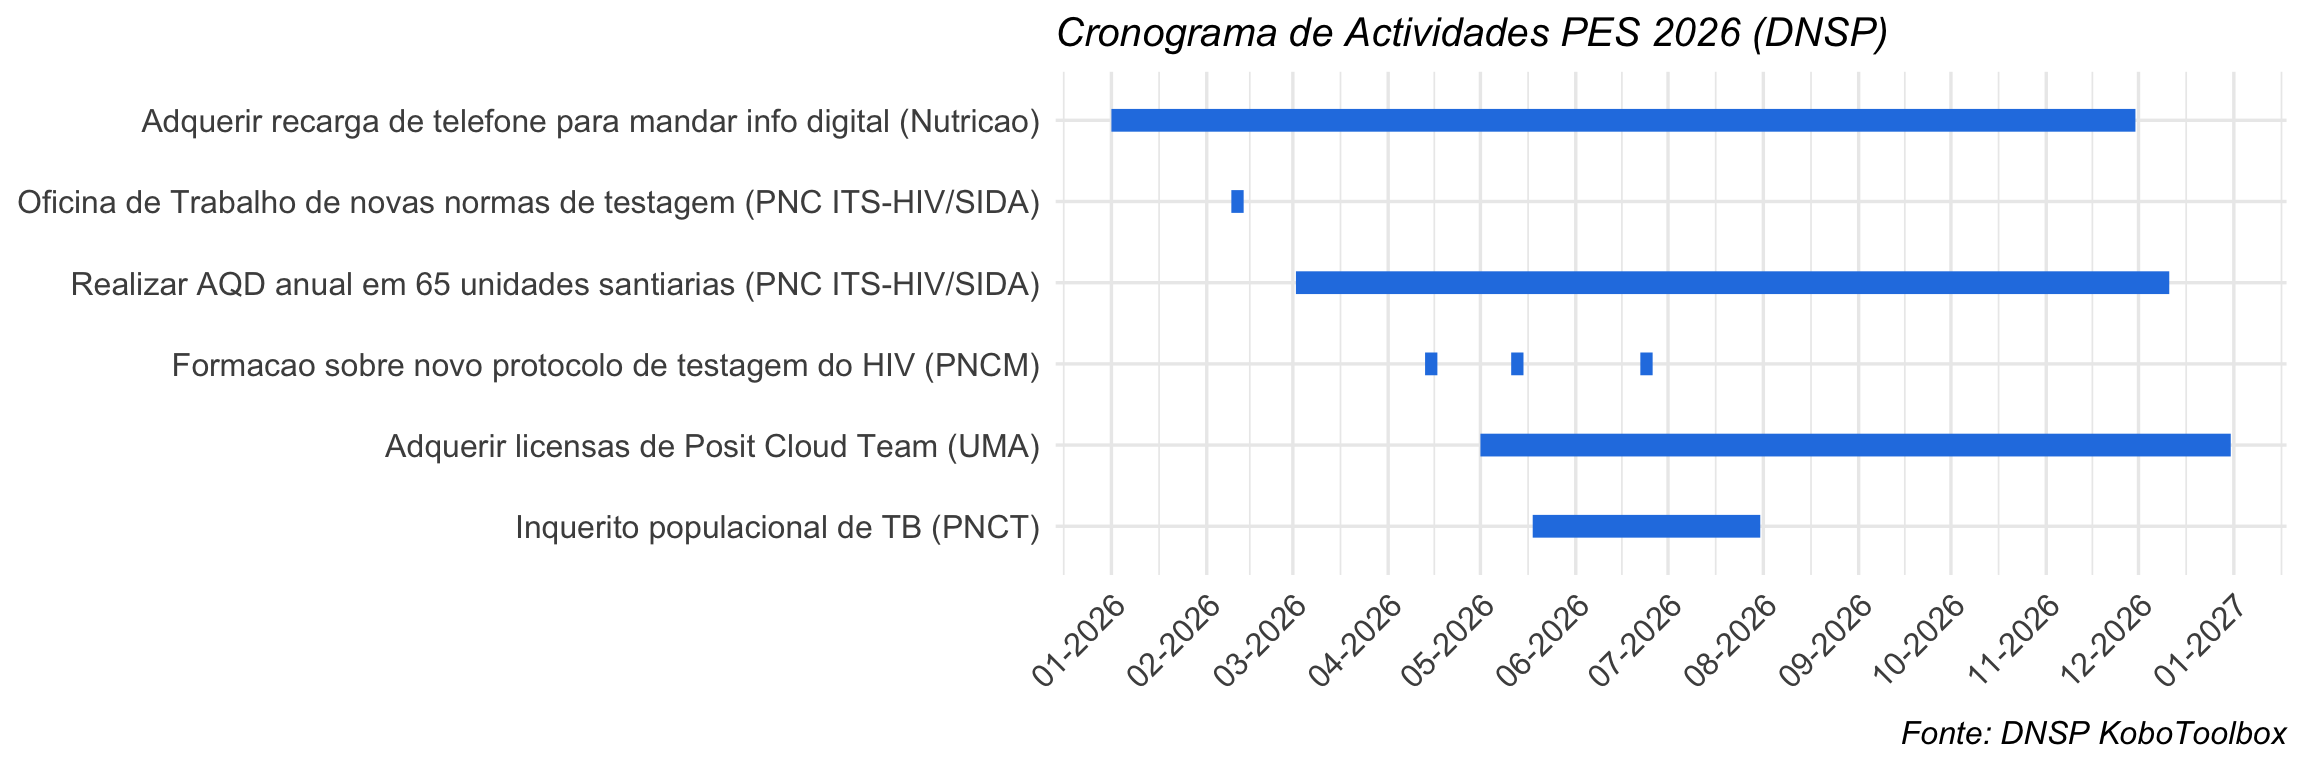 Cronograma de Actividades PES 2026 (DNSP)
Adquerir recarga de telefone para mandar info digital (Nutricao)
Oficina de Trabalho de novas normas de testagem (PNC ITS-HIV/SIDA)
Realizar AQD anual em 65 unidades santiarias (PNC ITS-HIV/SIDA)
Formacao sobre novo protocolo de testagem do HIV (PNCM)
Adquerir licensas de Posit Cloud Team (UMA)
Inquerito populacional de TB (PNCT)
01-2026
02-2026
03-2026
04-2026
05-2026
06-2026
07-2026
08-2026
09-2026
10-2026
11-2026
12-2026
01-2027
Fonte: DNSP KoboToolbox